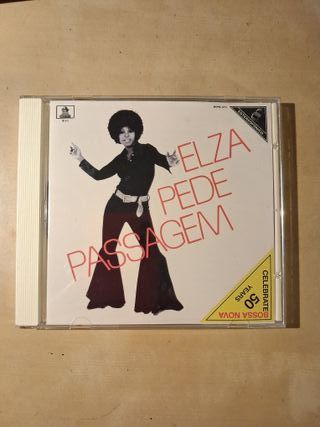 ELZA
PEDE
PASSAGEM
CELEBRATE
50
YEARS
BOSSA NOVA